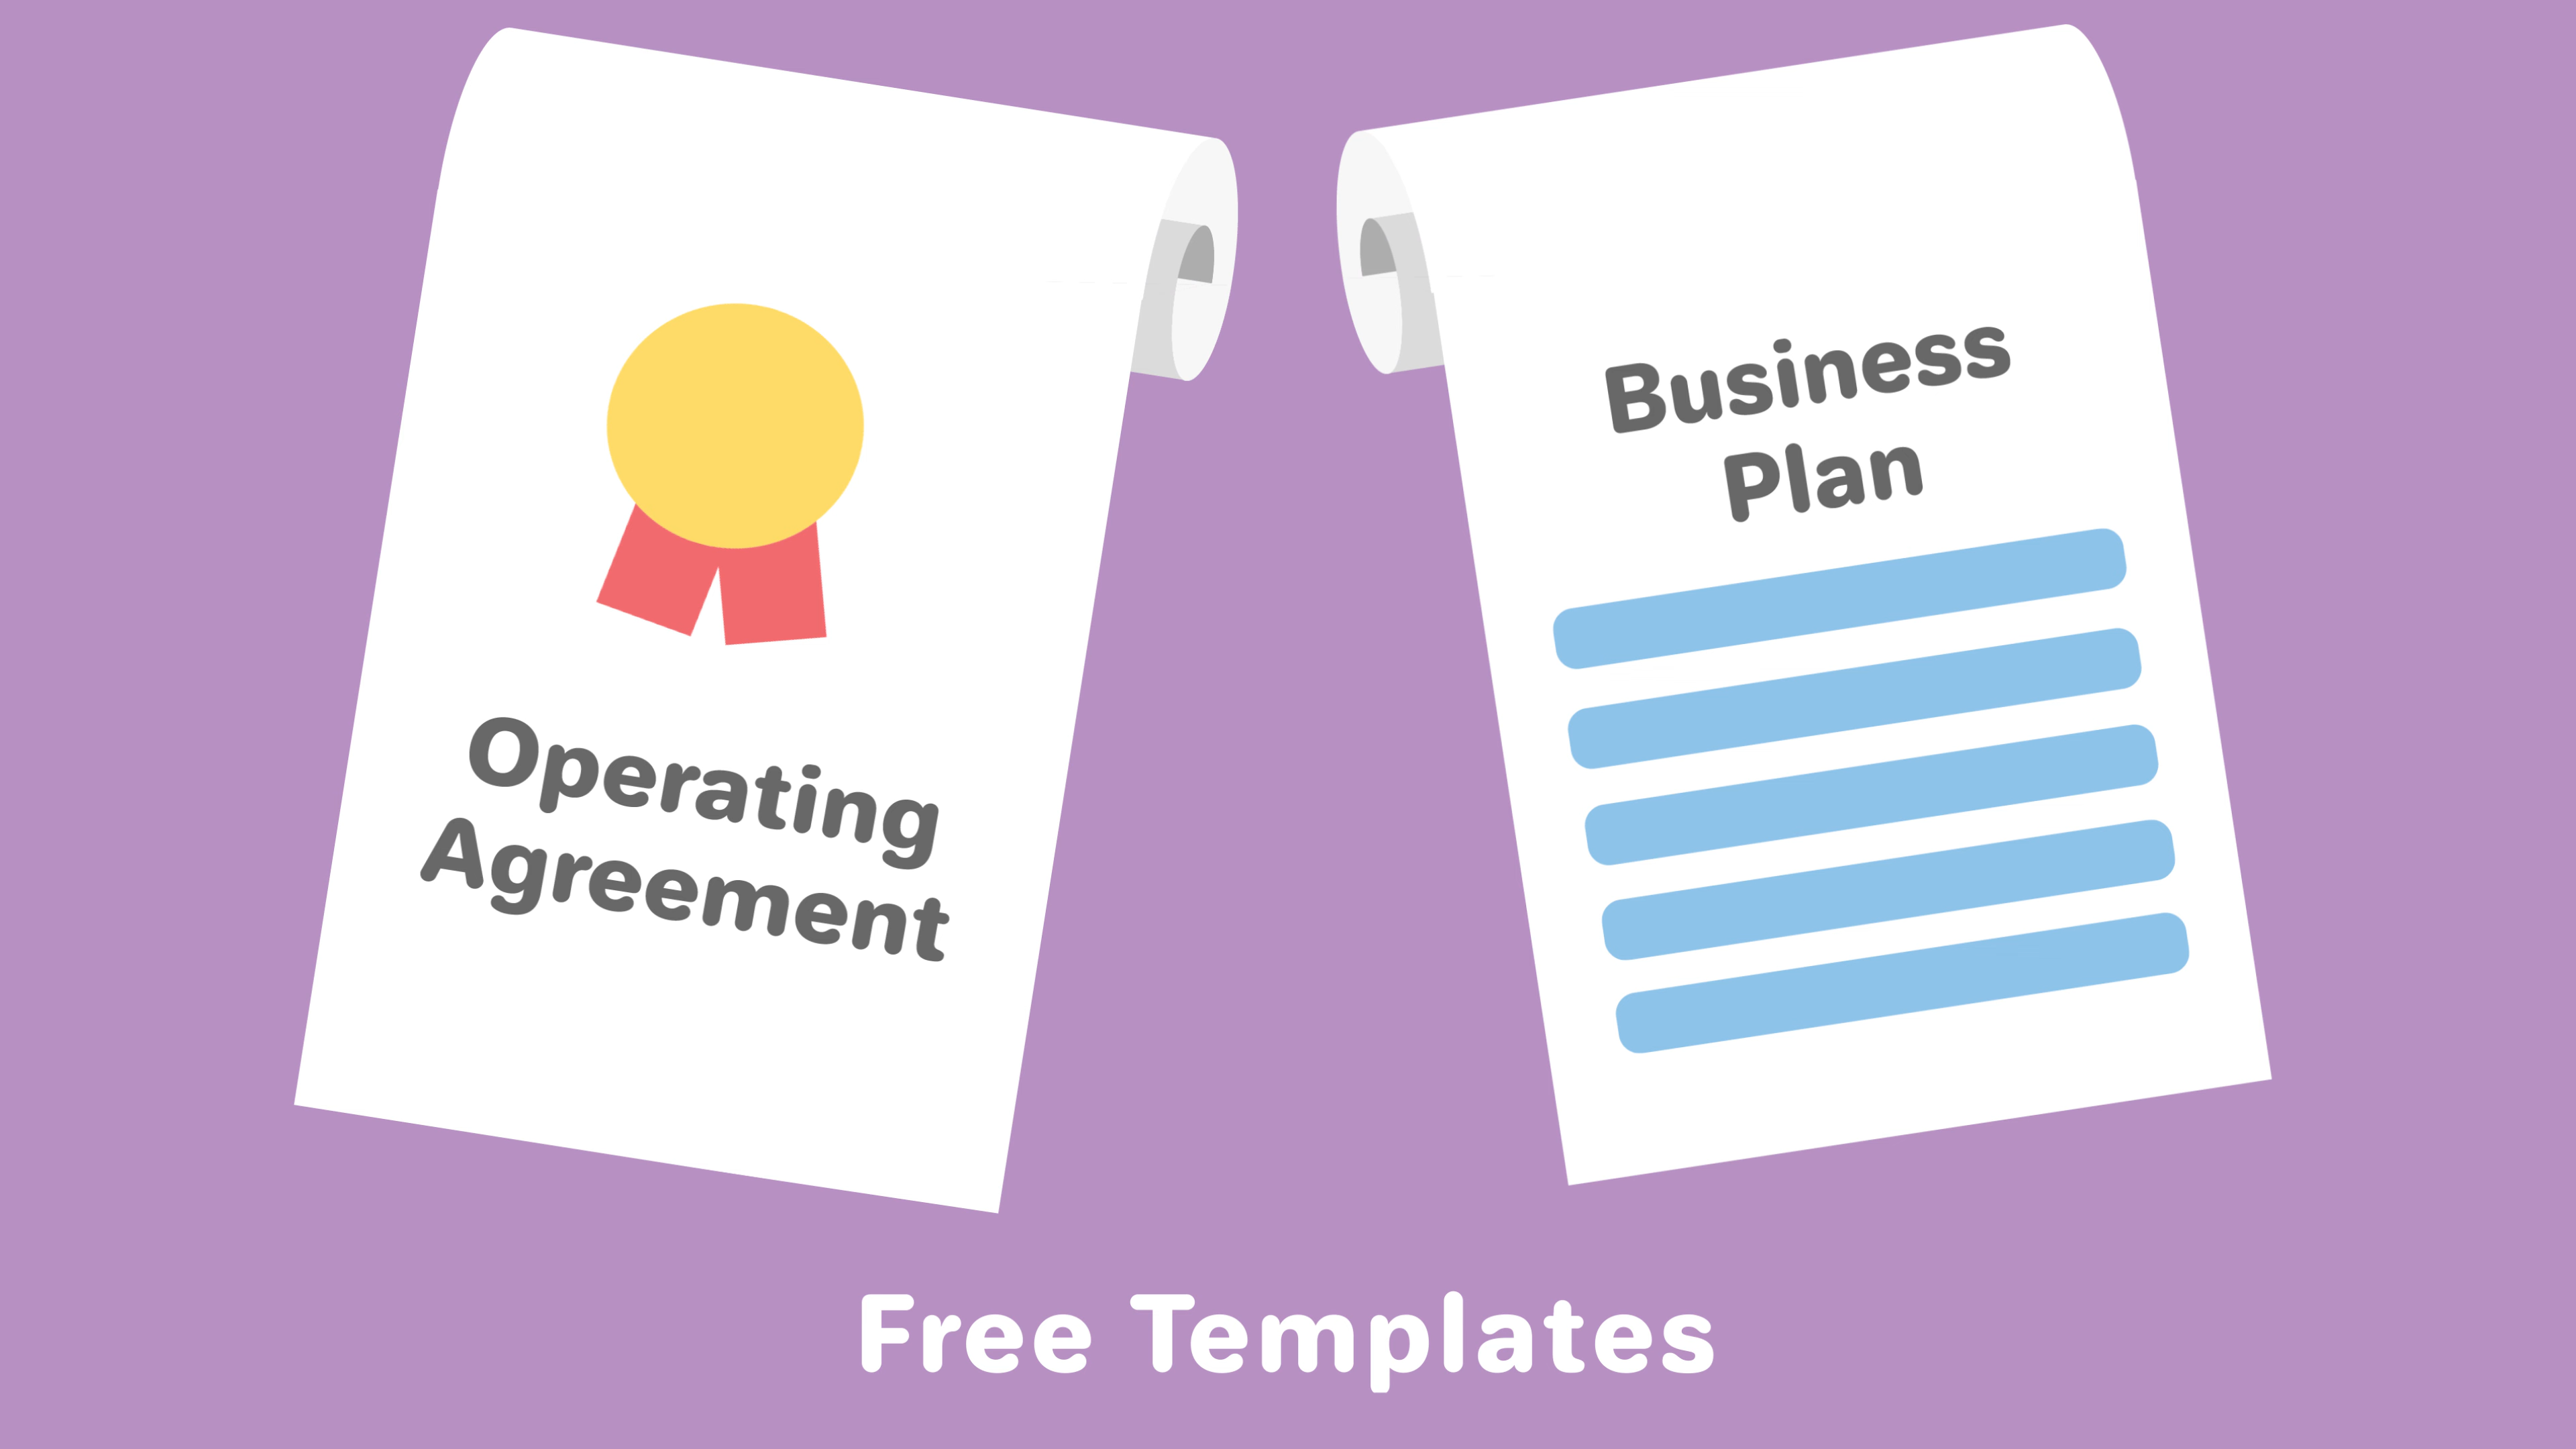 Operating
Agreement
Business
Plan
Free Templates